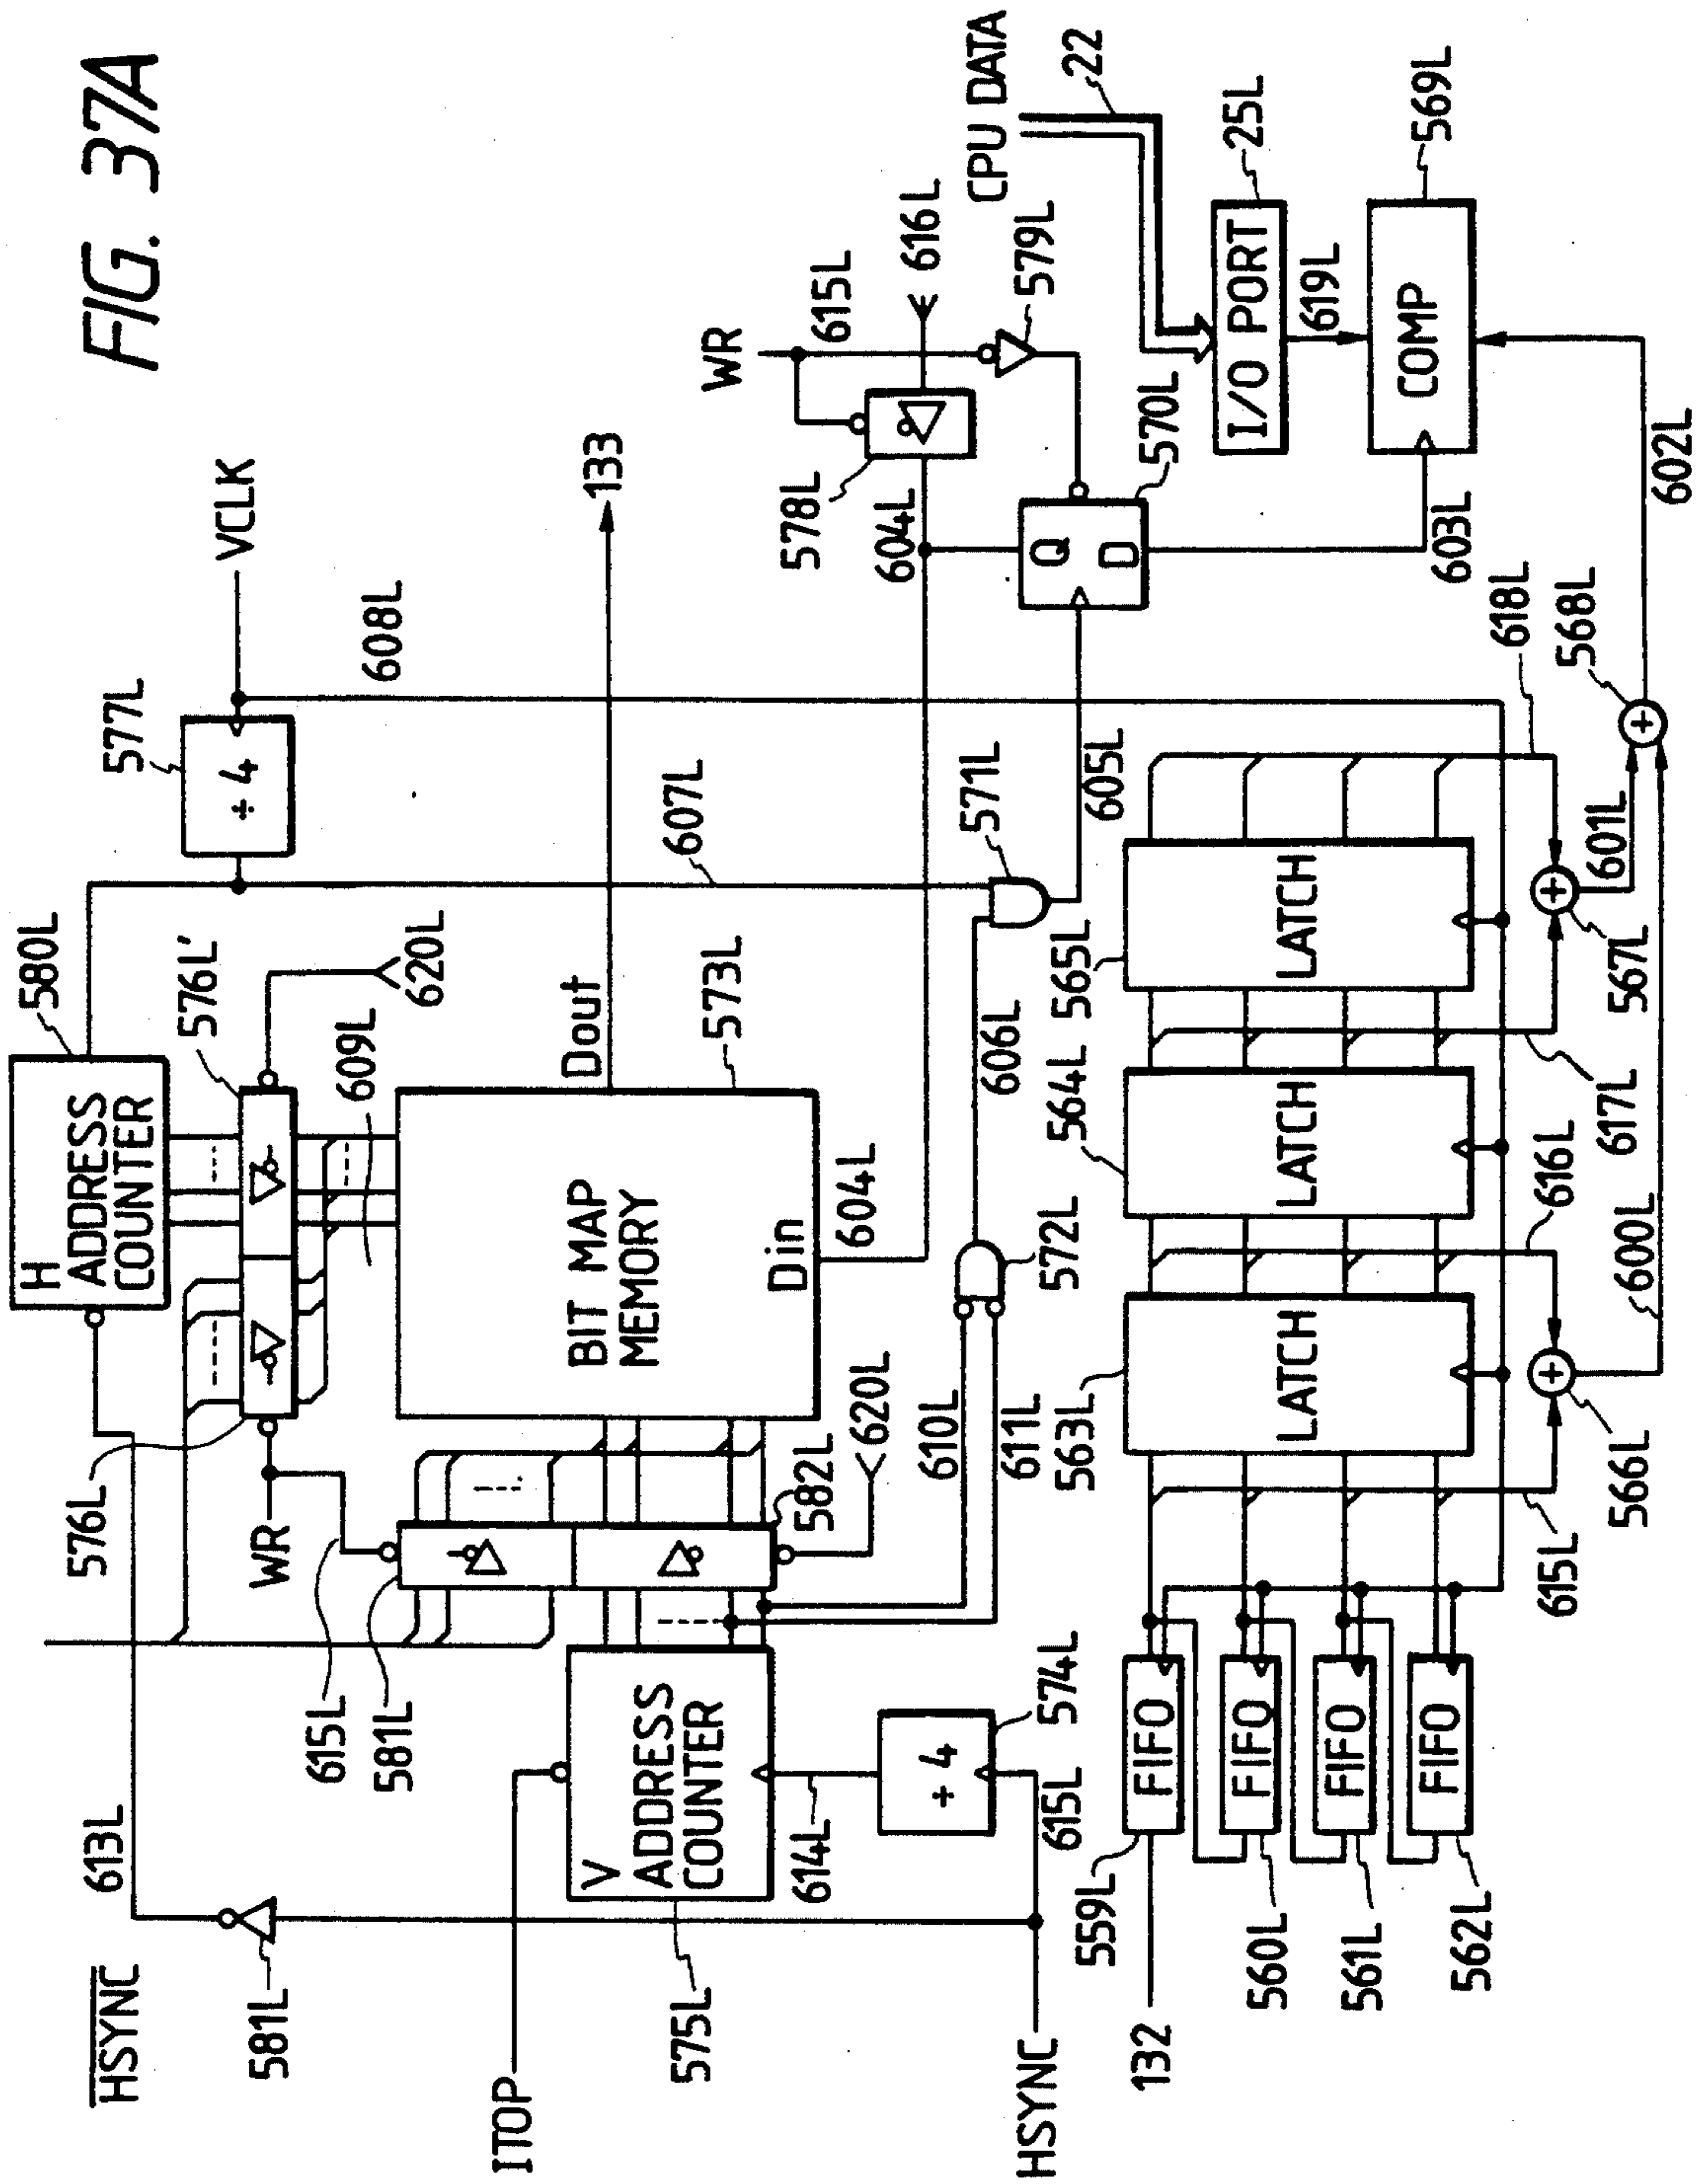 FIG. 37A
580L
H
ADDRESS
COUNTER
577L
÷ 4
VCLK
608L
576L'
620L
609L
576L
WR
613L
HSYNC
581L
615L
581L
Dout
133
BIT MAP
MEMORY
573L
607L
Din
604L
582L
620L
V
ADDRESS
COUNTER
575L
ITOP
614L
÷ 4
574L
615L
HSYNC
610L
611L
572L
606L
571L
605L
WR
615L
616L
578L
604L
579L
Q
D
570L
603L
CPU DATA
22
I/O PORT
25L
619L
COMP
569L
602L
132
559L
FIFO
560L
FIFO
561L
FIFO
562L
FIFO
563L
LATCH
564L
LATCH
565L
LATCH
615L
566L
600L
616L
617L
567L
601L
618L
568L